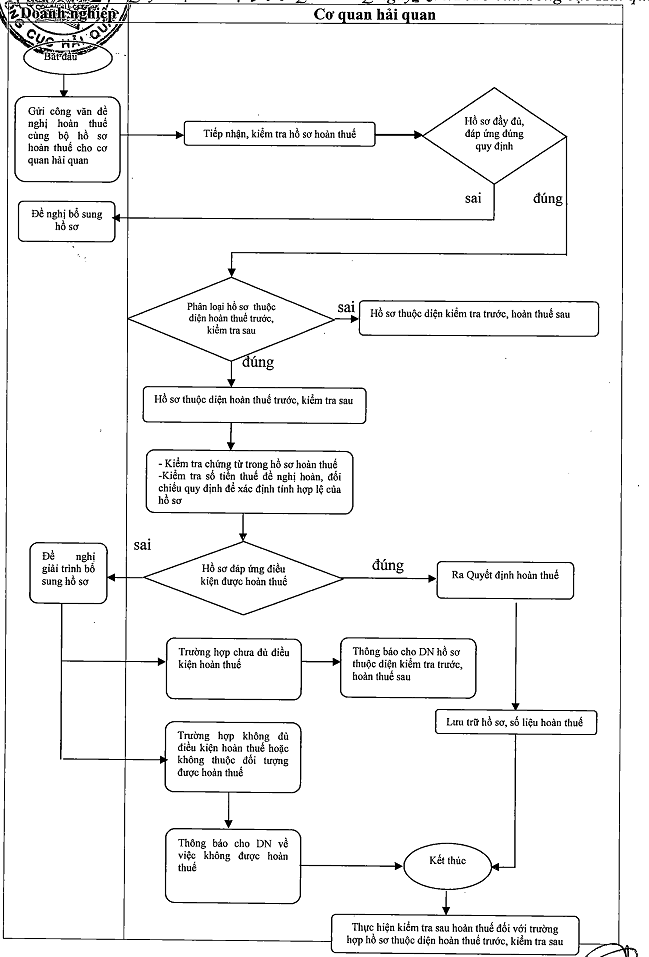 Doanh nghiệp
Cơ quan hải quan
CỤC HẢI QU
Bắt đầu
Gửi công văn đề
nghị hoàn thuế
cùng bộ hồ sơ
hoàn thuế cho cơ
quan hải quan
Tiếp nhận, kiểm tra hồ sơ hoàn thuế
Hồ sơ đầy đủ,
đáp ứng đúng
quy định
sai
đúng
Đề nghị bổ sung
hồ sơ
Phân loại hồ sơ thuộc
diện hoàn thuế trước,
kiểm tra sau
sai
Hồ sơ thuộc diện kiểm tra trước, hoàn thuế sau
đúng
Hồ sơ thuộc diện hoàn thuế trước, kiểm tra sau
- Kiểm tra chứng từ trong hồ sơ hoàn thuế
-Kiểm tra số tiền thuế đề nghị hoàn, đối
chiếu quy định để xác định tính hợp lệ của
hồ sơ
sai
Đề nghị
giải trình bổ
sung hồ sơ
Hồ sơ đáp ứng điều
kiện được hoàn thuế
đúng
Ra Quyết định hoàn thuế
Trường hợp chưa đủ điều
kiện hoàn thuế
Thông báo cho DN hồ sơ
thuộc diện kiểm tra trước,
hoàn thuế sau
Lưu trữ hồ sơ, số liệu hoàn thuế
Trường hợp không đủ
điều kiện hoàn thuế hoặc
không thuộc đối tượng
được hoàn thuế
Thông báo cho DN về
việc không được hoàn
thuế
Kết thúc
Thực hiện kiểm tra sau hoàn thuế đối với trường
hợp hồ sơ thuộc diện hoàn thuế trước, kiểm tra sau